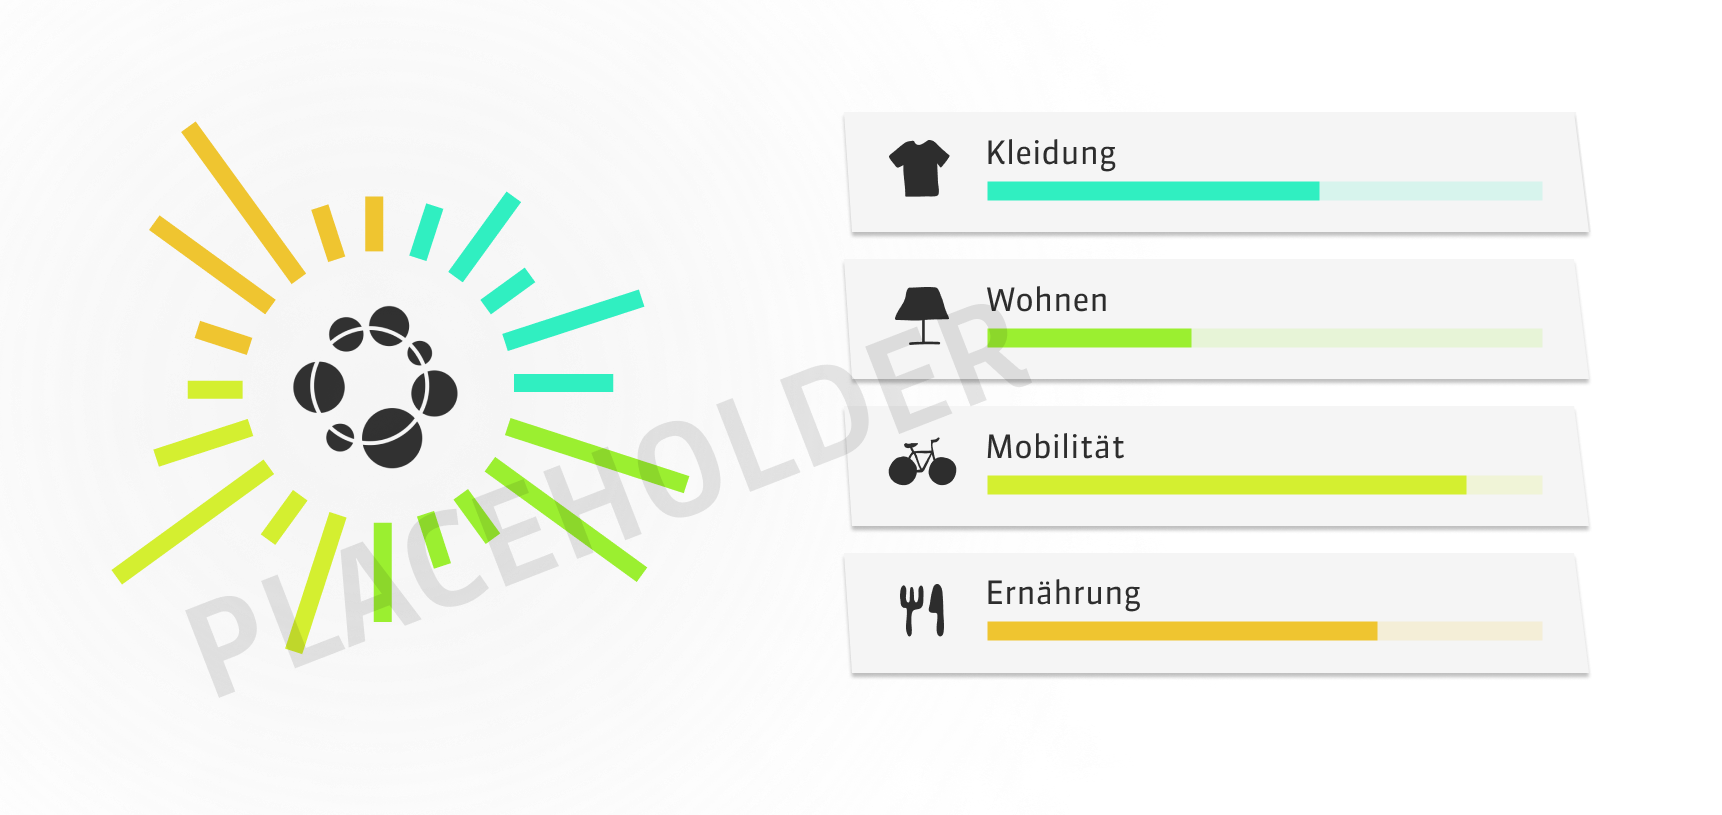 Kleidung
Wohnen
Mobilität
Ernährung
PLACEHOLDER